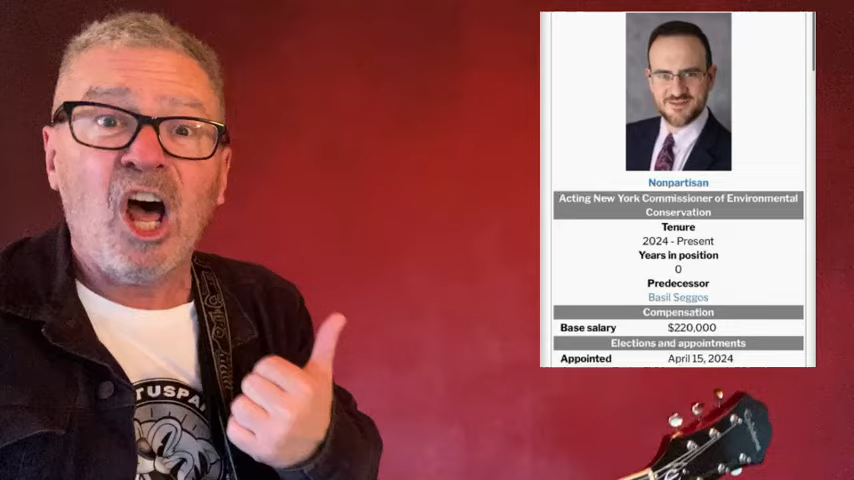 Nonpartisan
Acting New York Commissioner of Environmental
Conservation
Tenure
2024 - Present
Years in position
0
Predecessor
Basil Seggos
Compensation
Base salary $220,000
Elections and appointments
Appointed April 15, 2024